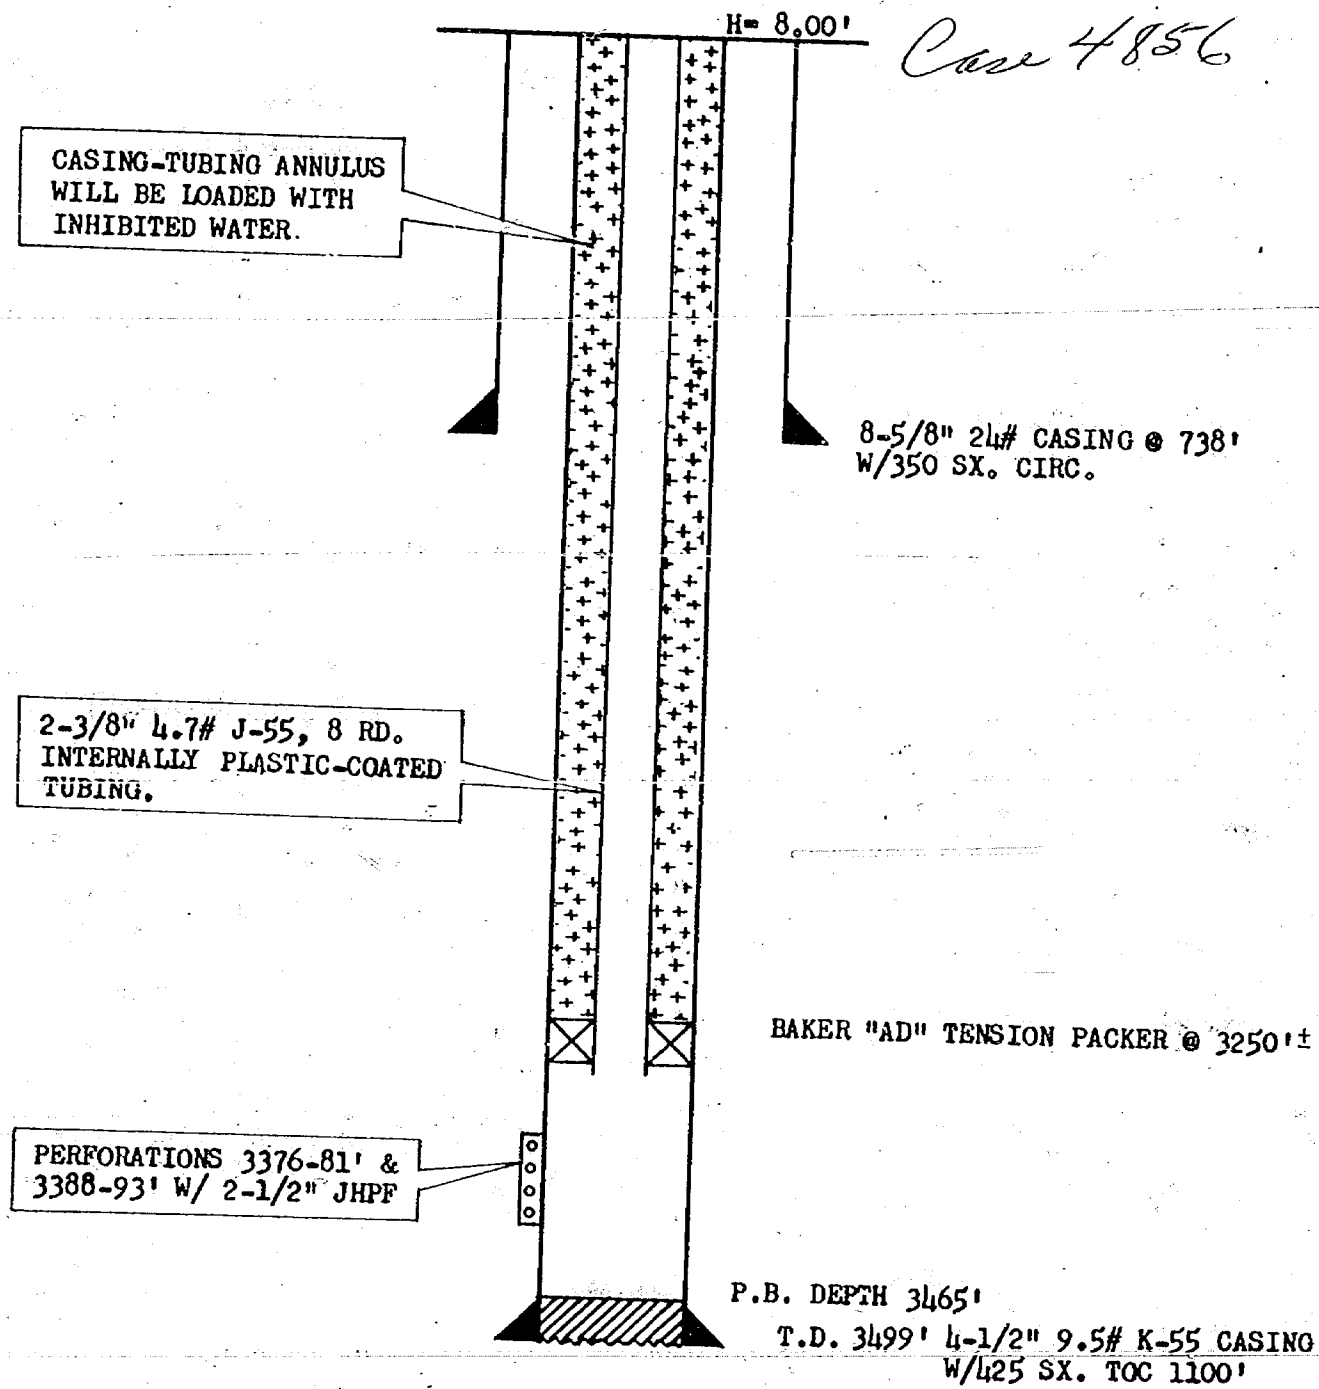 H= 8.00'
Case 4856
CASING-TUBING ANNULUS
WILL BE LOADED WITH
INHIBITED WATER.
8-5/8" 24# CASING @ 738'
W/350 SX. CIRC.
2-3/8" 4.7# J-55, 8 RD.
INTERNALLY PLASTIC-COATED
TUBING.
BAKER "AD" TENSION PACKER @ 3250'±
PERFORATIONS 3376-81' &
3388-93' W/ 2-1/2" JHPF
P.B. DEPTH 3465'
T.D. 3499' 4-1/2" 9.5# K-55 CASING
W/425 SX. TOC 1100'